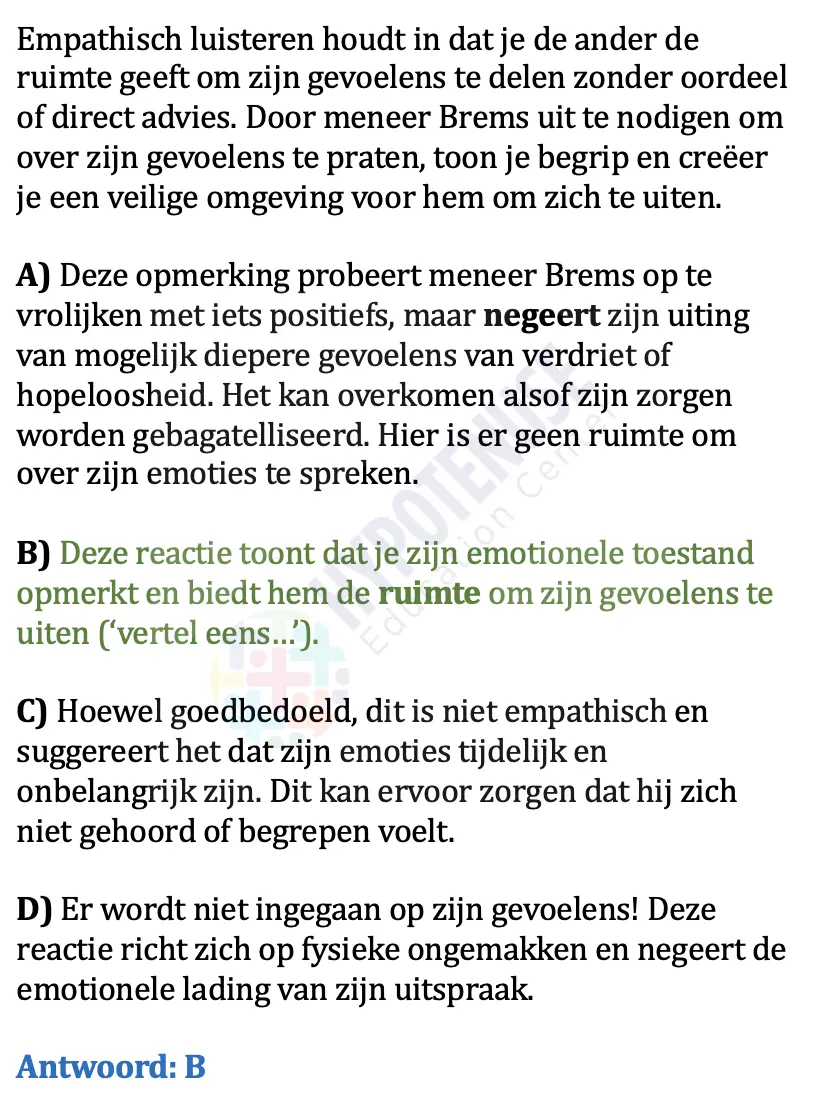 Empathisch luisteren houdt in dat je de ander de
ruimte geeft om zijn gevoelens te delen zonder oordeel
of direct advies. Door meneer Brems uit te nodigen om
over zijn gevoelens te praten, toon je begrip en creëer
je een veilige omgeving voor hem om zich te uiten.
A) Deze opmerking probeert meneer Brems op te
vrolijken met iets positiefs, maar negeert zijn uiting
van mogelijk diepere gevoelens van verdriet of
hopeloosheid. Het kan overkomen alsof zijn zorgen
worden gebagatelliseerd. Hier is er geen ruimte om
over zijn emoties te spreken.
B) Deze reactie toont dat je zijn emotionele toestand
opmerkt en biedt hem de ruimte om zijn gevoelens te
uiten (‘vertel eens...’).
C) Hoewel goedbedoeld, dit is niet empathisch en
suggereert het dat zijn emoties tijdelijk en
onbelangrijk zijn. Dit kan ervoor zorgen dat hij zich
niet gehoord of begrepen voelt.
D) Er wordt niet ingegaan op zijn gevoelens! Deze
reactie richt zich op fysieke ongemakken en negeert de
emotionele lading van zijn uitspraak.
Antwoord: B
HYPOTENUSE
Education Center